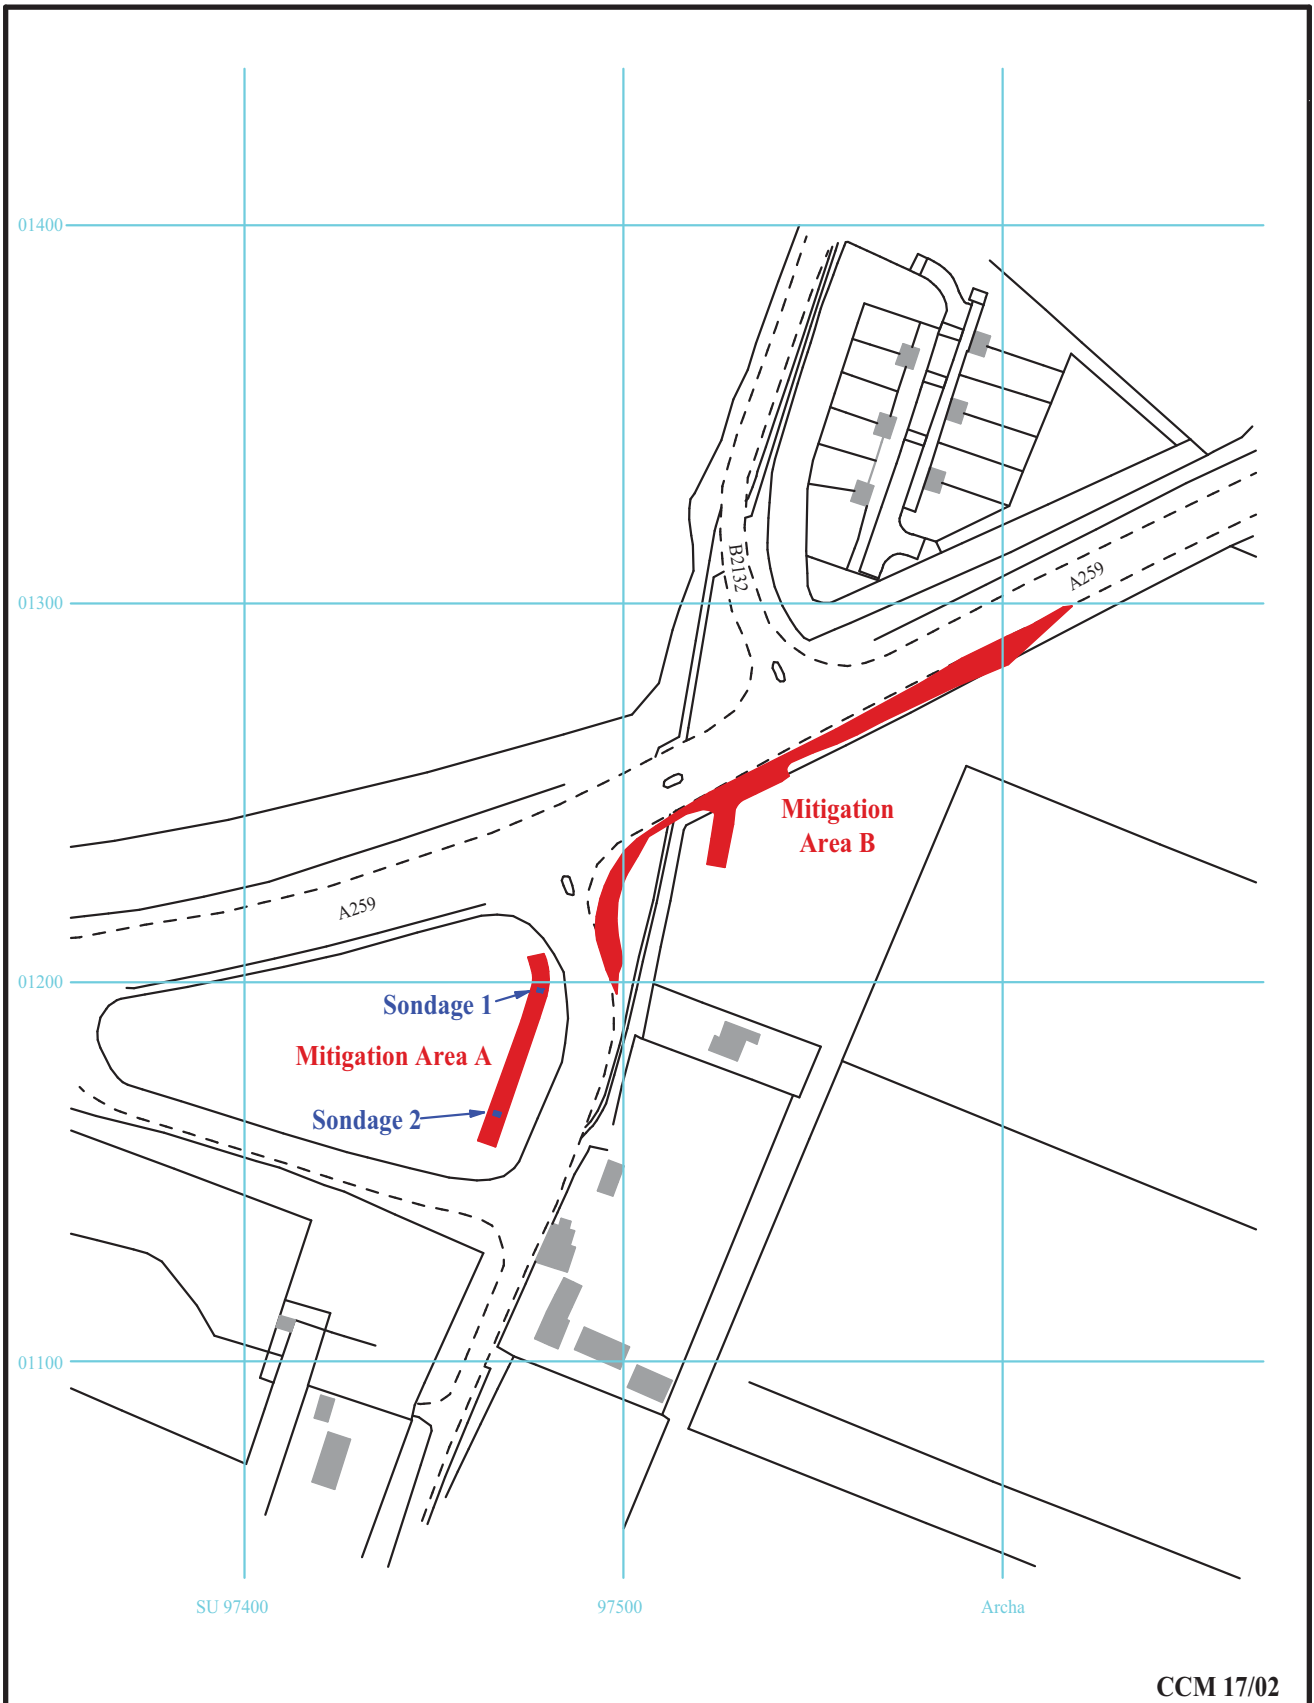 01400
B2132
A259
01300
Mitigation
Area B
A259
01200
Sondage 1
Mitigation Area A
Sondage 2
01100
SU 97400
97500
Archa
CCM 17/02